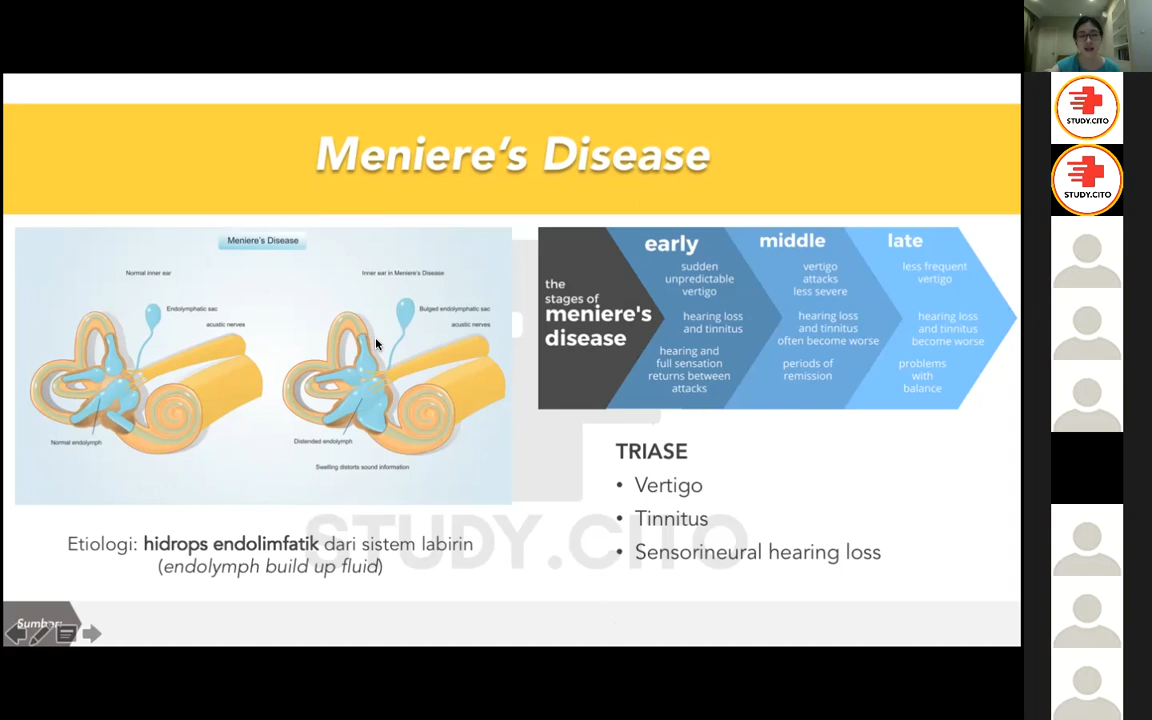 Meniere's Disease
Meniere's Disease
Normal inner ear
Inner ear in Meniere's Disease
Endolymphatic sac
acustic nerves
Bulged endolymphatic sac
acustic nerves
Normal endolymph
Distended endolymph
Swelling distorts sound information
Etiologi: hidrops endolimfatik dari sistem labirin
(endolymph build up fluid)
the
stages of
meniere's
disease
early
sudden
unpredictable
vertigo
hearing loss
and tinnitus
hearing and
full sensation
returns between
attacks
middle
vertigo
attacks
less severe
hearing loss
and tinnitus
often become worse
periods of
remission
late
less frequent
vertigo
hearing loss
and tinnitus
become worse
problems
with
balance
TRIASE
• Vertigo
• Tinnitus
• Sensorineural hearing loss
STUDY.CITO
Sumber:
STUDY.CITO
STUDY.CITO